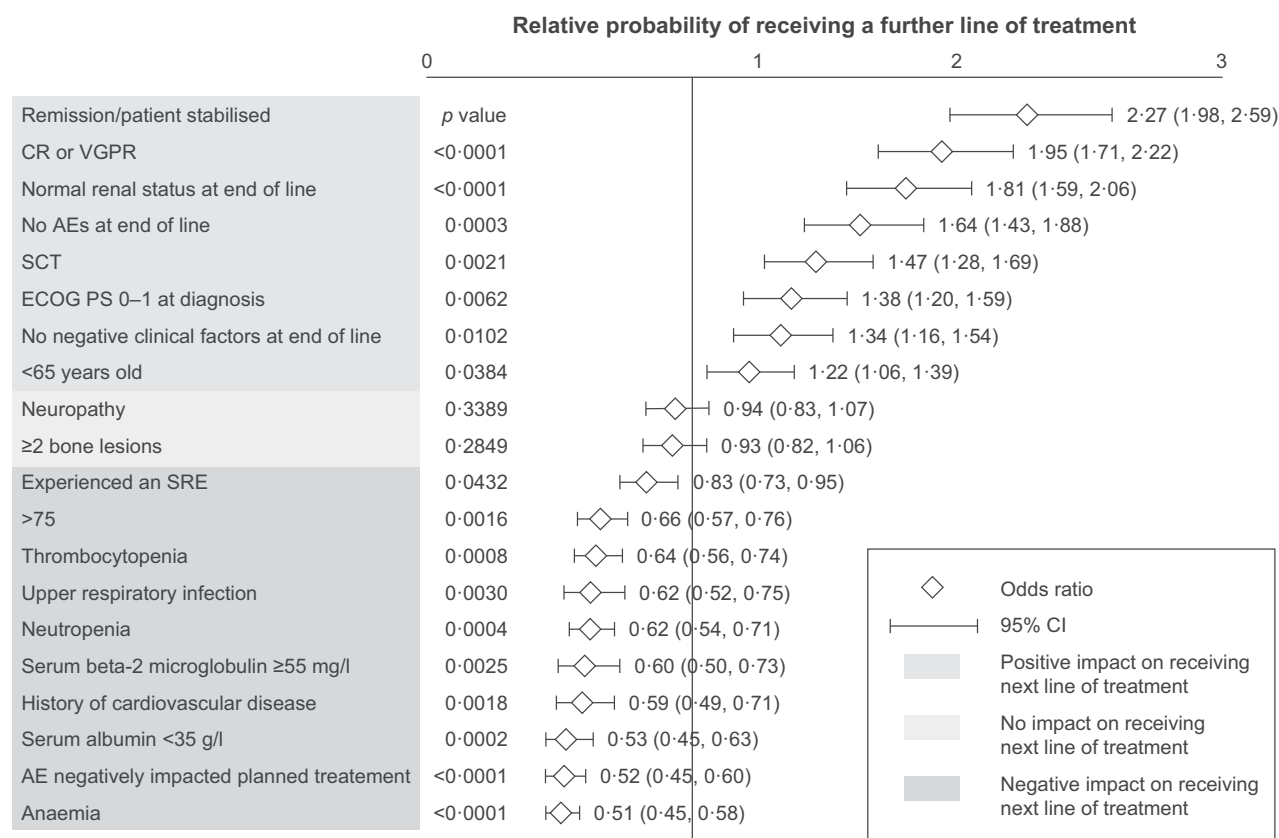 Relative probability of receiving a further line of treatment
0 1 2 3
Remission/patient stabilised p value 2·27 (1·98, 2·59)
CR or VGPR <0·0001 1·95 (1·71, 2·22)
Normal renal status at end of line <0·0001 1·81 (1·59, 2·06)
No AEs at end of line 0·0003 1·64 (1·43, 1·88)
SCT 0·0021 1·47 (1·28, 1·69)
ECOG PS 0–1 at diagnosis 0·0062 1·38 (1·20, 1·59)
No negative clinical factors at end of line 0·0102 1·34 (1·16, 1·54)
<65 years old 0·0384 1·22 (1·06, 1·39)
Neuropathy 0·3389 0·94 (0·83, 1·07)
≥2 bone lesions 0·2849 0·93 (0·82, 1·06)
Experienced an SRE 0·0432 0·83 (0·73, 0·95)
>75 0·0016 0·66 (0·57, 0·76)
Thrombocytopenia 0·0008 0·64 (0·56, 0·74)
Upper respiratory infection 0·0030 0·62 (0·52, 0·75)
Neutropenia 0·0004 0·62 (0·54, 0·71)
Serum beta-2 microglobulin ≥55 mg/l 0·0025 0·60 (0·50, 0·73)
History of cardiovascular disease 0·0018 0·59 (0·49, 0·71)
Serum albumin <35 g/l 0·0002 0·53 (0·45, 0·63)
AE negatively impacted planned treatement <0·0001 0·52 (0·45, 0·60)
Anaemia <0·0001 0·51 (0·45, 0·58)
Odds ratio
95% CI
Positive impact on receiving
next line of treatment
No impact on receiving
next line of treatment
Negative impact on receiving
next line of treatment